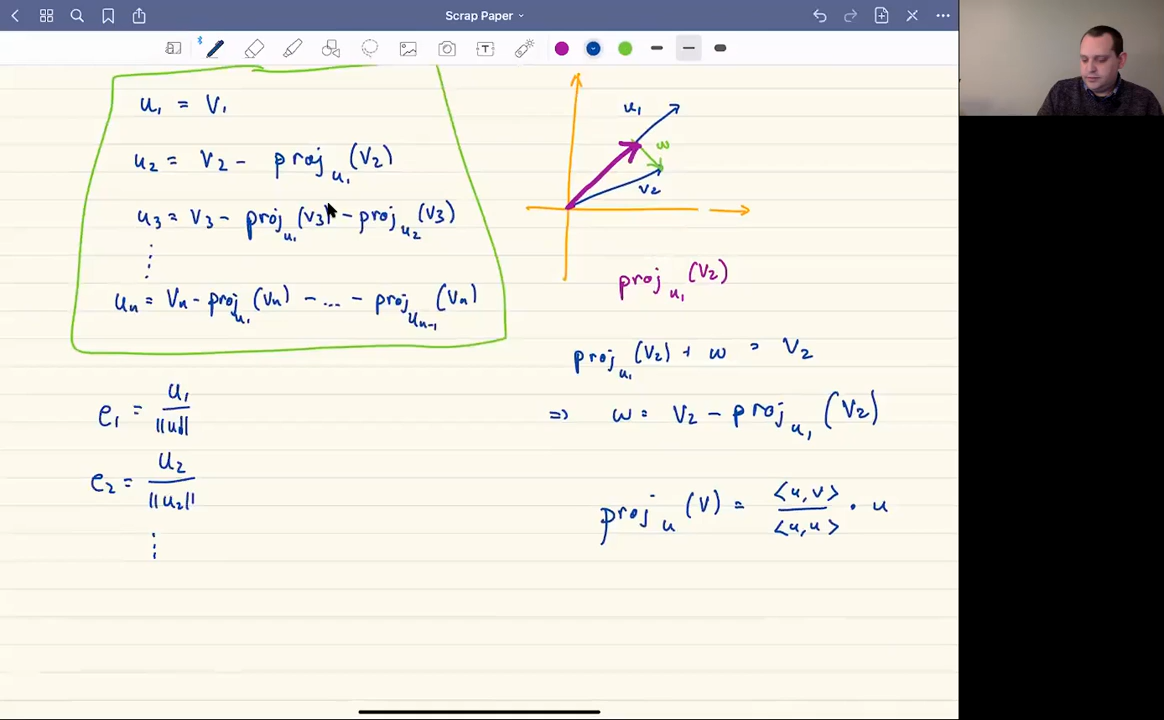 Scrap Paper
u₁ = V₁
u₂ = V₂ - proj_u₁(V₂)
u₃ = V₃ - proj_u₁(V₃) - proj_u₂(V₃)
⋮
uₙ = Vₙ - proj_u₁(Vₙ) - ... - proj_uₙ₋₁(Vₙ)
e₁ = u₁ / ||u₁||
e₂ = u₂ / ||u₂||
⋮
u₁
w
V₂
proj_u₁(V₂)
proj_u₁(V₂) + w = V₂
⇒ w = V₂ - proj_u₁(V₂)
proj_u(V) = <u,v> / <u,u> · u